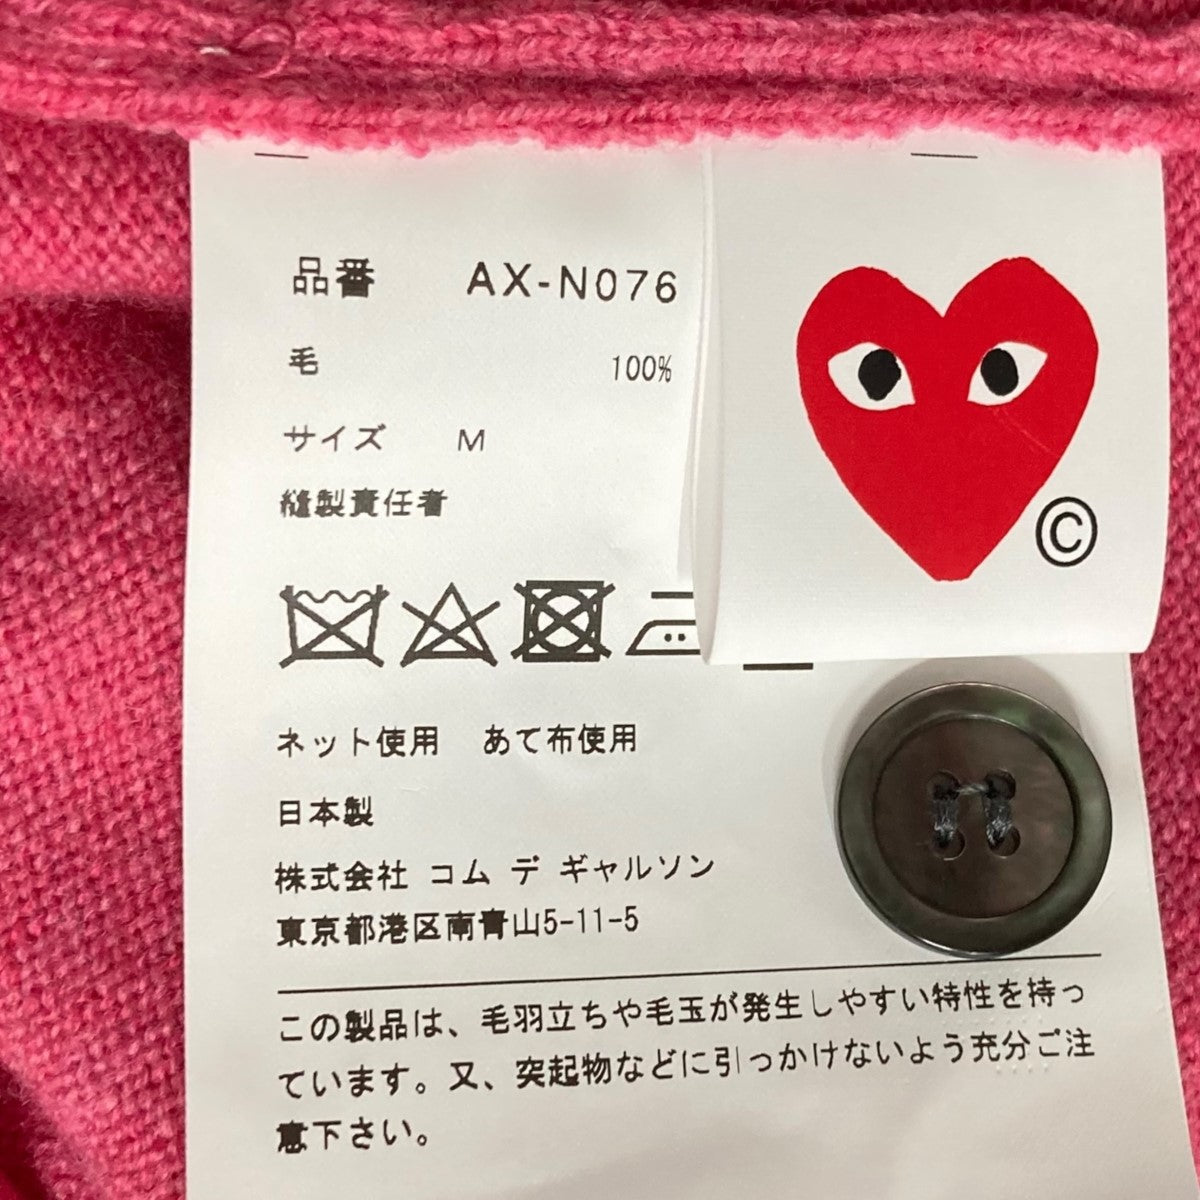 品番 AX-N076
毛 100%
サイズ M
縫製責任者
©
ネット使用 あて布使用
日本製
株式会社 コム デ ギャルソン
東京都港区南青山5-11-5
この製品は、毛羽立ちや毛玉が発生しやすい特性を持っ
ています。又、突起物などに引っかけないよう充分ご注
意下さい。